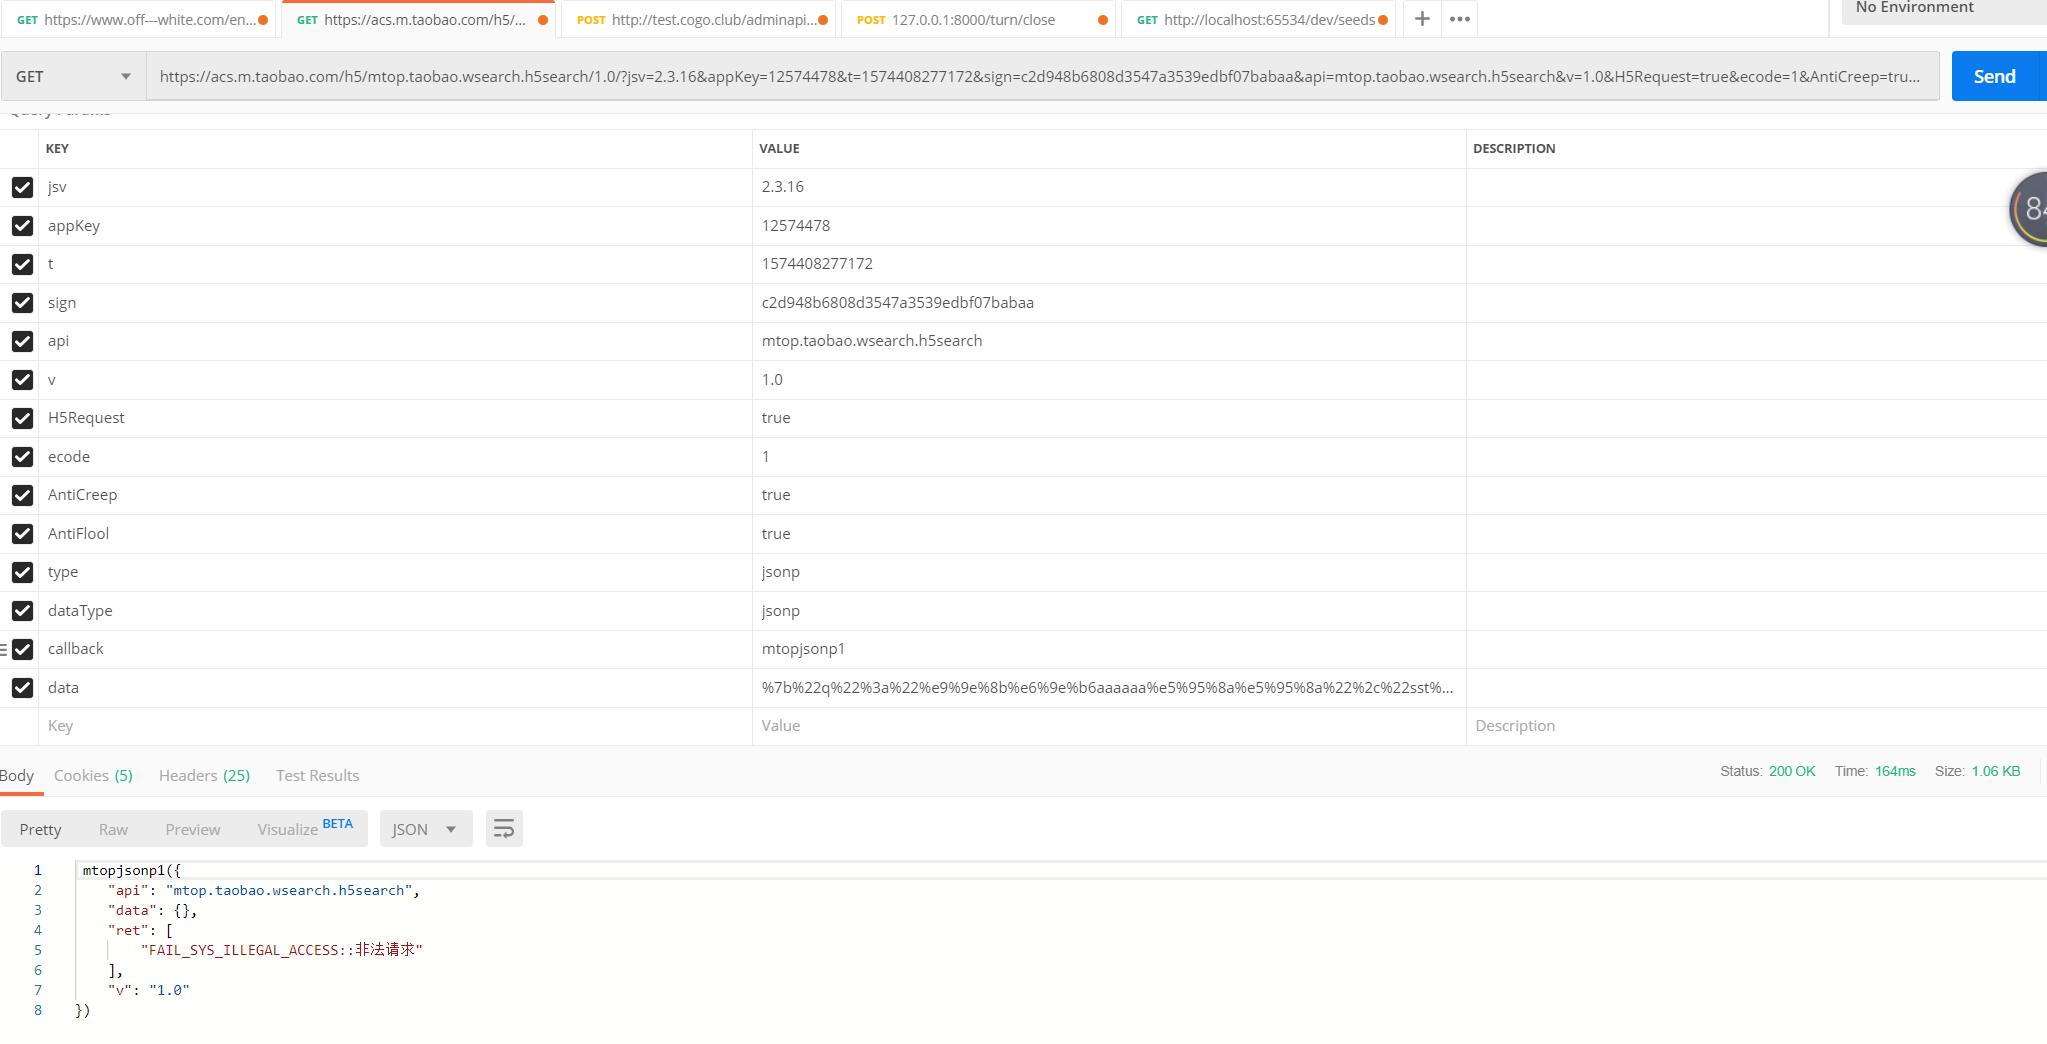 GET https://www.off---white.com/en...
GET https://acs.m.taobao.com/h5/...
POST http://test.cogo.club/adminapi...
POST 127.0.0.1:8000/turn/close
GET http://localhost:65534/dev/seeds
No Environment
GET
https://acs.m.taobao.com/h5/mtop.taobao.wsearch.h5search/1.0/?jsv=2.3.16&appKey=12574478&t=1574408277172&sign=c2d948b6808d3547a3539edbf07babaa&api=mtop.taobao.wsearch.h5search&v=1.0&H5Request=true&ecode=1&AntiCreep=tru...
Send
KEY VALUE DESCRIPTION
jsv 2.3.16
appKey 12574478
t 1574408277172
sign c2d948b6808d3547a3539edbf07babaa
api mtop.taobao.wsearch.h5search
v 1.0
H5Request true
ecode 1
AntiCreep true
AntiFlool true
type jsonp
dataType jsonp
callback mtopjsonp1
data %7b%22q%22%3a%22%e9%9e%8b%e6%9e%b6aaaaaa%e5%95%8a%e5%95%8a%22%2c%22sst%...
Key Value Description
Body Cookies (5) Headers (25) Test Results
Status: 200 OK Time: 164ms Size: 1.06 KB
Pretty Raw Preview Visualize BETA JSON
1 mtopjsonp1({
2 "api": "mtop.taobao.wsearch.h5search",
3 "data": {},
4 "ret": [
5 "FAIL_SYS_ILLEGAL_ACCESS::非法请求"
6 ],
7 "v": "1.0"
8 })